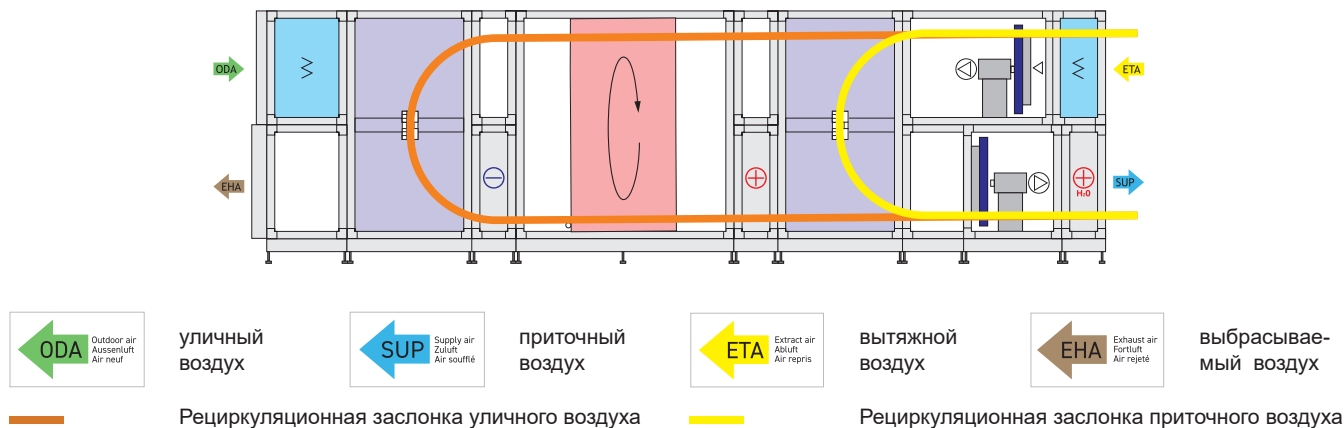 ODA
ETA
EHA
SUP
H₂O
ODA
Outdoor air
Aussenluft
Air neuf
уличный
воздух
SUP
Supply air
Zuluft
Air soufflé
приточный
воздух
ETA
Extract air
Abluft
Air repris
вытяжной
воздух
EHA
Exhaust air
Fortluft
Air rejeté
выбрасывае-
мый воздух
Рециркуляционная заслонка уличного воздуха
Рециркуляционная заслонка приточного воздуха